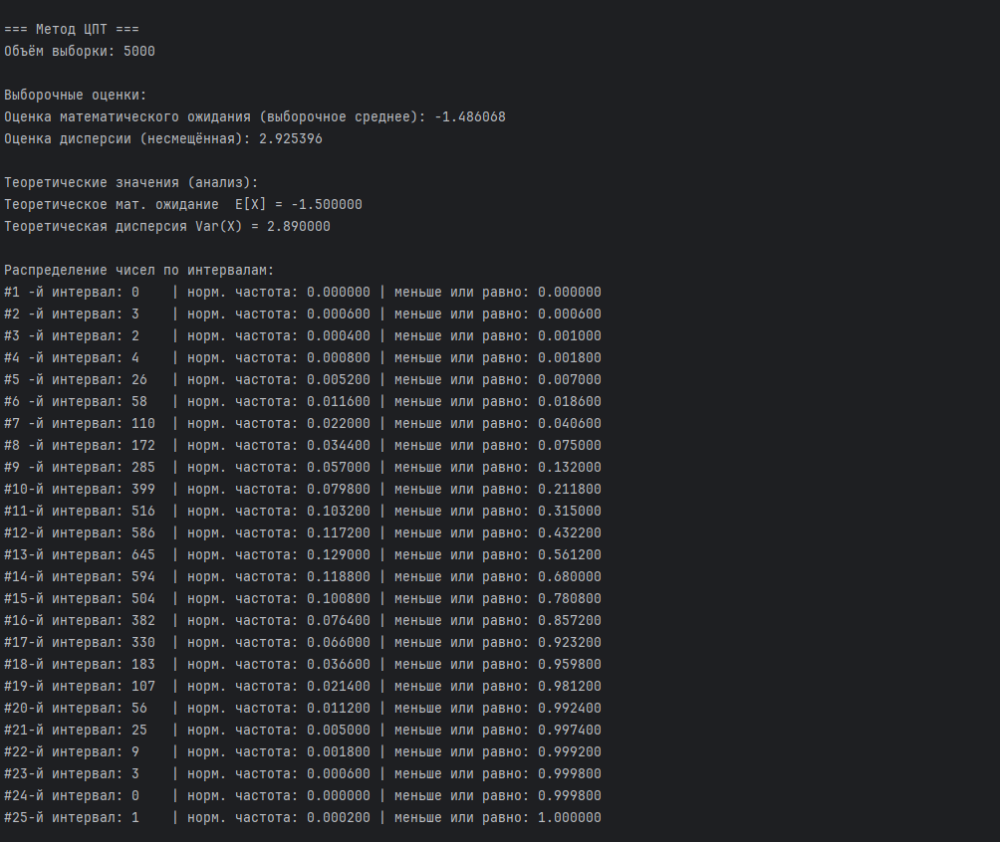 === Метод ЦПТ ===
Объём выборки: 5000
Выборочные оценки:
Оценка математического ожидания (выборочное среднее): -1.486068
Оценка дисперсии (несмещённая): 2.925396
Теоретические значения (анализ):
Теоретическое мат. ожидание  E[X] = -1.500000
Теоретическая дисперсия Var(X) = 2.890000
Распределение чисел по интервалам:
#1 -й интервал: 0    | норм. частота: 0.000000 | меньше или равно: 0.000000
#2 -й интервал: 3    | норм. частота: 0.000600 | меньше или равно: 0.000600
#3 -й интервал: 2    | норм. частота: 0.000400 | меньше или равно: 0.001000
#4 -й интервал: 4    | норм. частота: 0.000800 | меньше или равно: 0.001800
#5 -й интервал: 26   | норм. частота: 0.005200 | меньше или равно: 0.007000
#6 -й интервал: 58   | норм. частота: 0.011600 | меньше или равно: 0.018600
#7 -й интервал: 110  | норм. частота: 0.022000 | меньше или равно: 0.040600
#8 -й интервал: 172  | норм. частота: 0.034400 | меньше или равно: 0.075000
#9 -й интервал: 285  | норм. частота: 0.057000 | меньше или равно: 0.132000
#10-й интервал: 399  | норм. частота: 0.079800 | меньше или равно: 0.211800
#11-й интервал: 516  | норм. частота: 0.103200 | меньше или равно: 0.315000
#12-й интервал: 586  | норм. частота: 0.117200 | меньше или равно: 0.432200
#13-й интервал: 645  | норм. частота: 0.129000 | меньше или равно: 0.561200
#14-й интервал: 594  | норм. частота: 0.118800 | меньше или равно: 0.680000
#15-й интервал: 504  | норм. частота: 0.100800 | меньше или равно: 0.780800
#16-й интервал: 382  | норм. частота: 0.076400 | меньше или равно: 0.857200
#17-й интервал: 330  | норм. частота: 0.066000 | меньше или равно: 0.923200
#18-й интервал: 183  | норм. частота: 0.036600 | меньше или равно: 0.959800
#19-й интервал: 107  | норм. частота: 0.021400 | меньше или равно: 0.981200
#20-й интервал: 56   | норм. частота: 0.011200 | меньше или равно: 0.992400
#21-й интервал: 25   | норм. частота: 0.005000 | меньше или равно: 0.997400
#22-й интервал: 9    | норм. частота: 0.001800 | меньше или равно: 0.999200
#23-й интервал: 3    | норм. частота: 0.000600 | меньше или равно: 0.999800
#24-й интервал: 0    | норм. частота: 0.000000 | меньше или равно: 0.999800
#25-й интервал: 1    | норм. частота: 0.000200 | меньше или равно: 1.000000